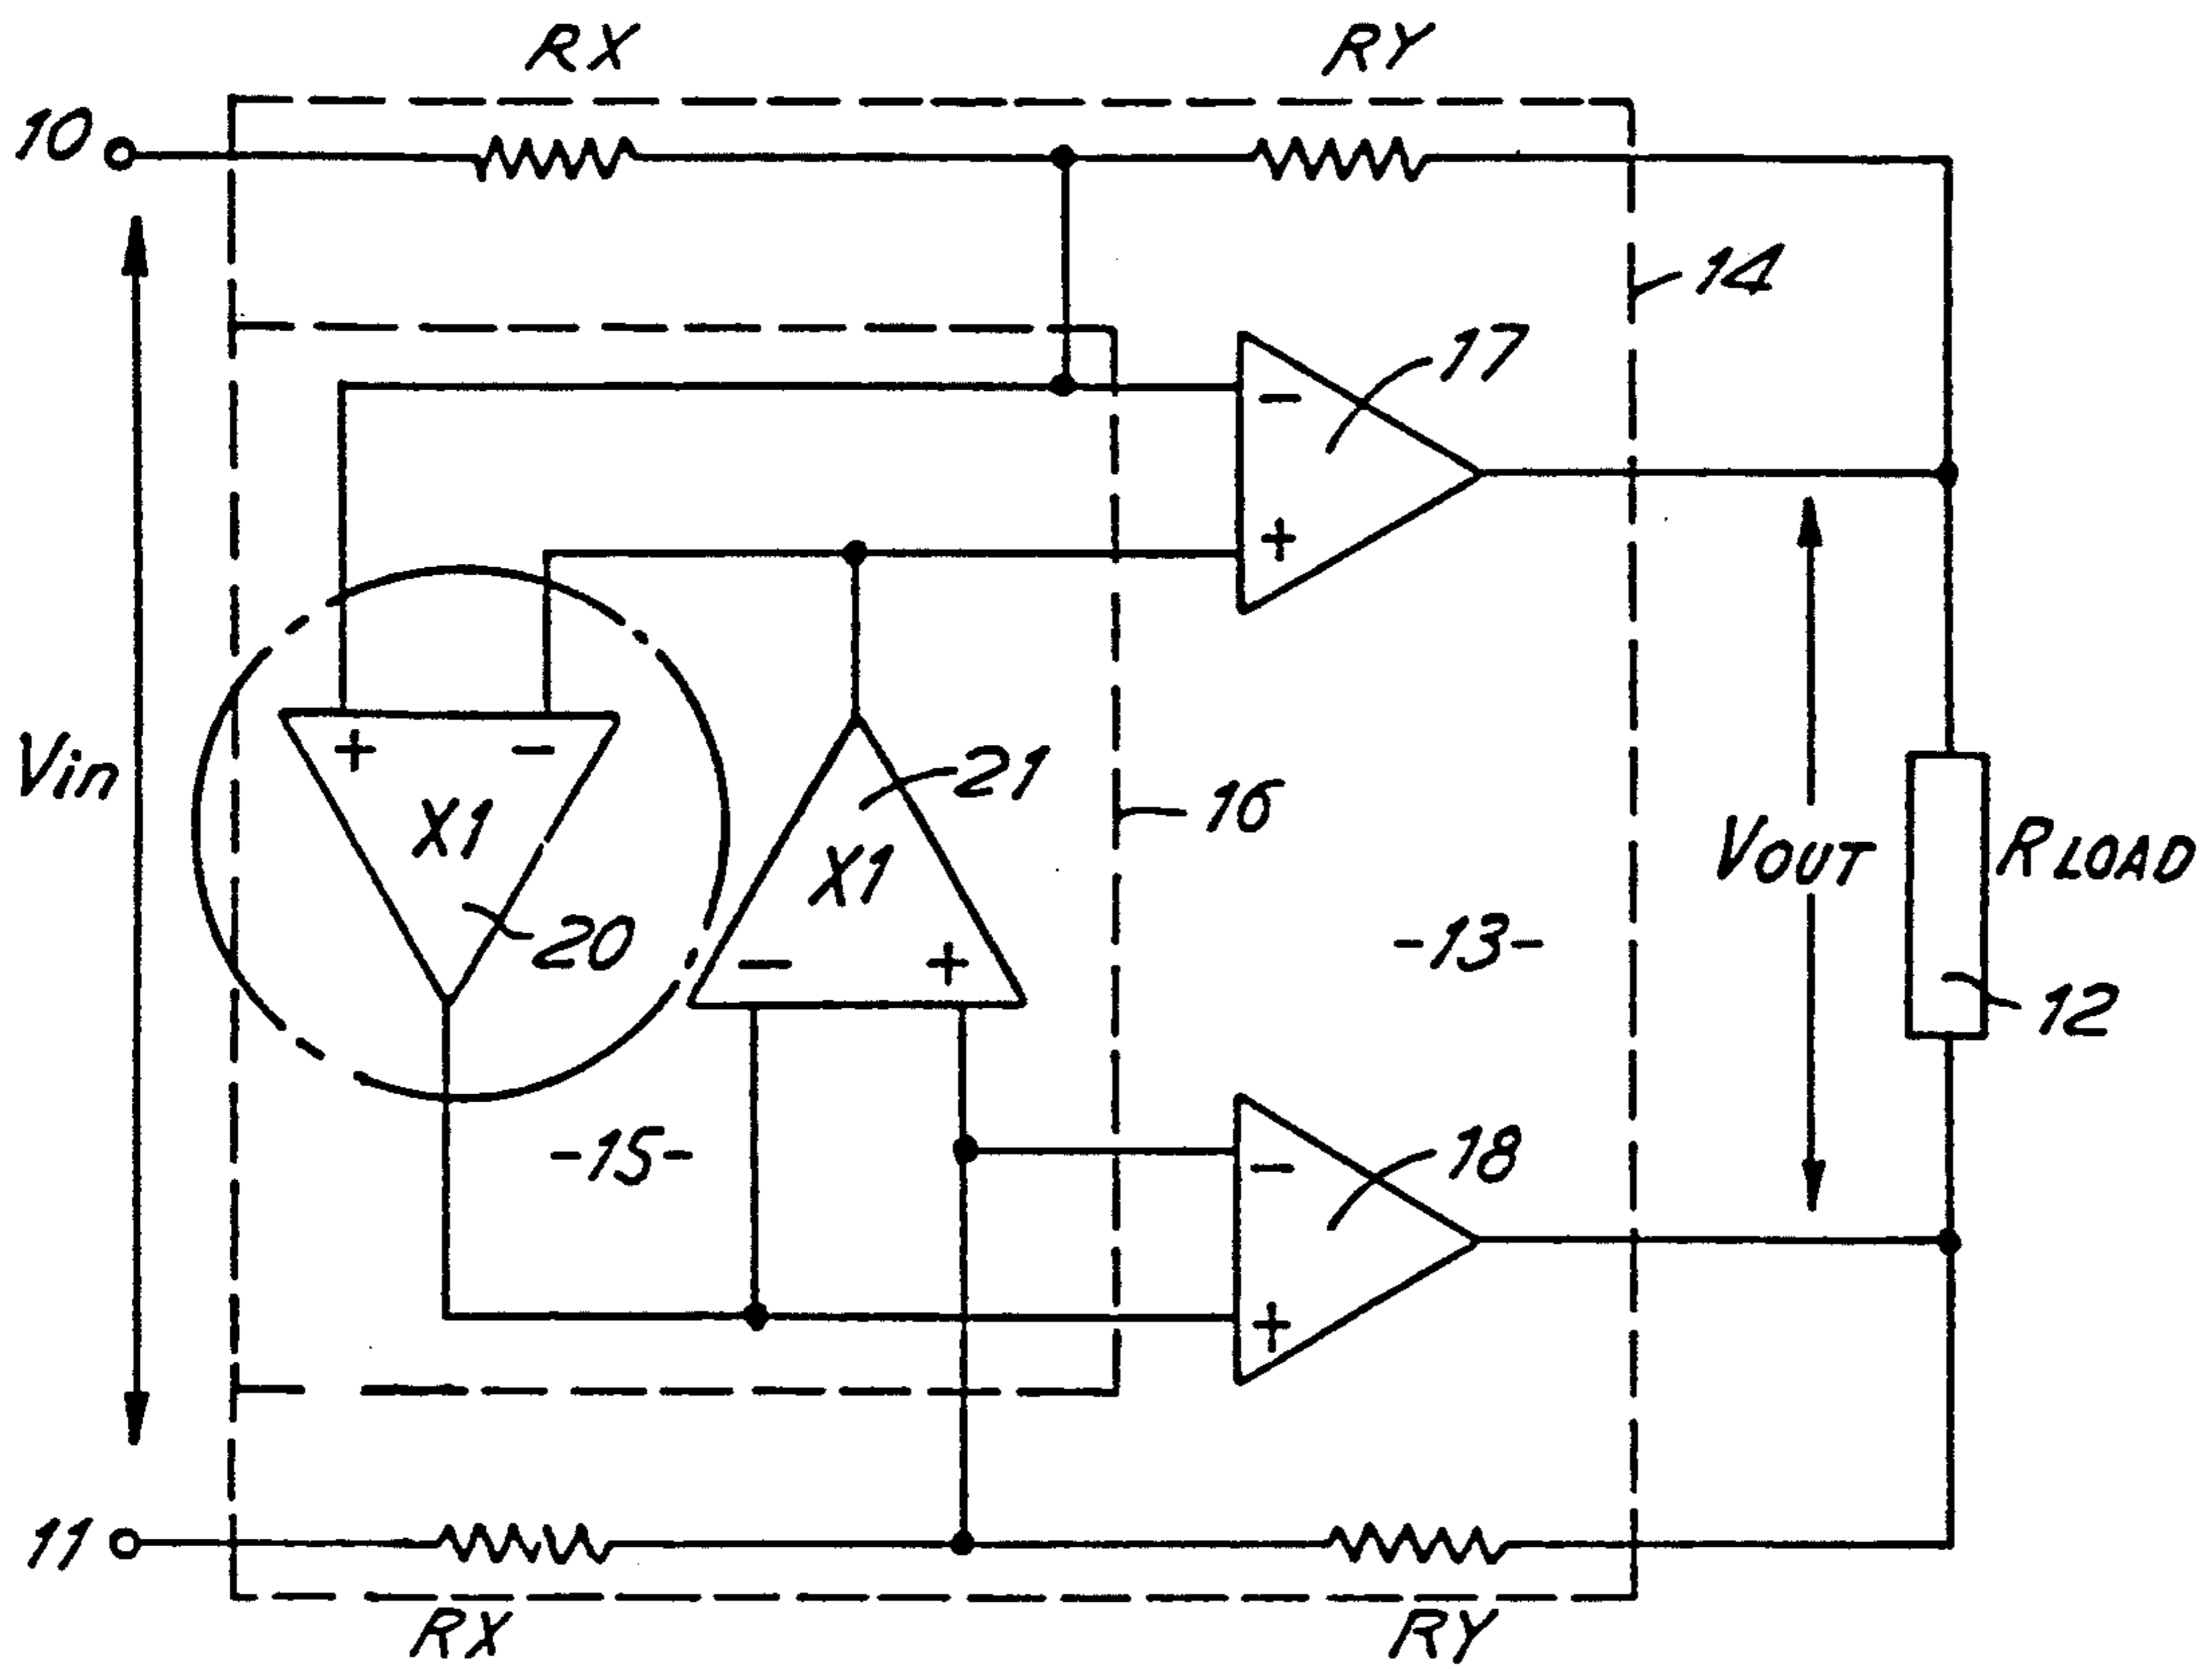 RX RY
10
14
-
17
+
+ -
Vin
X1
21
16
X1
VOUT
RLOAD
20
- +
-13-
12
-15-
-
18
+
11
RX RY